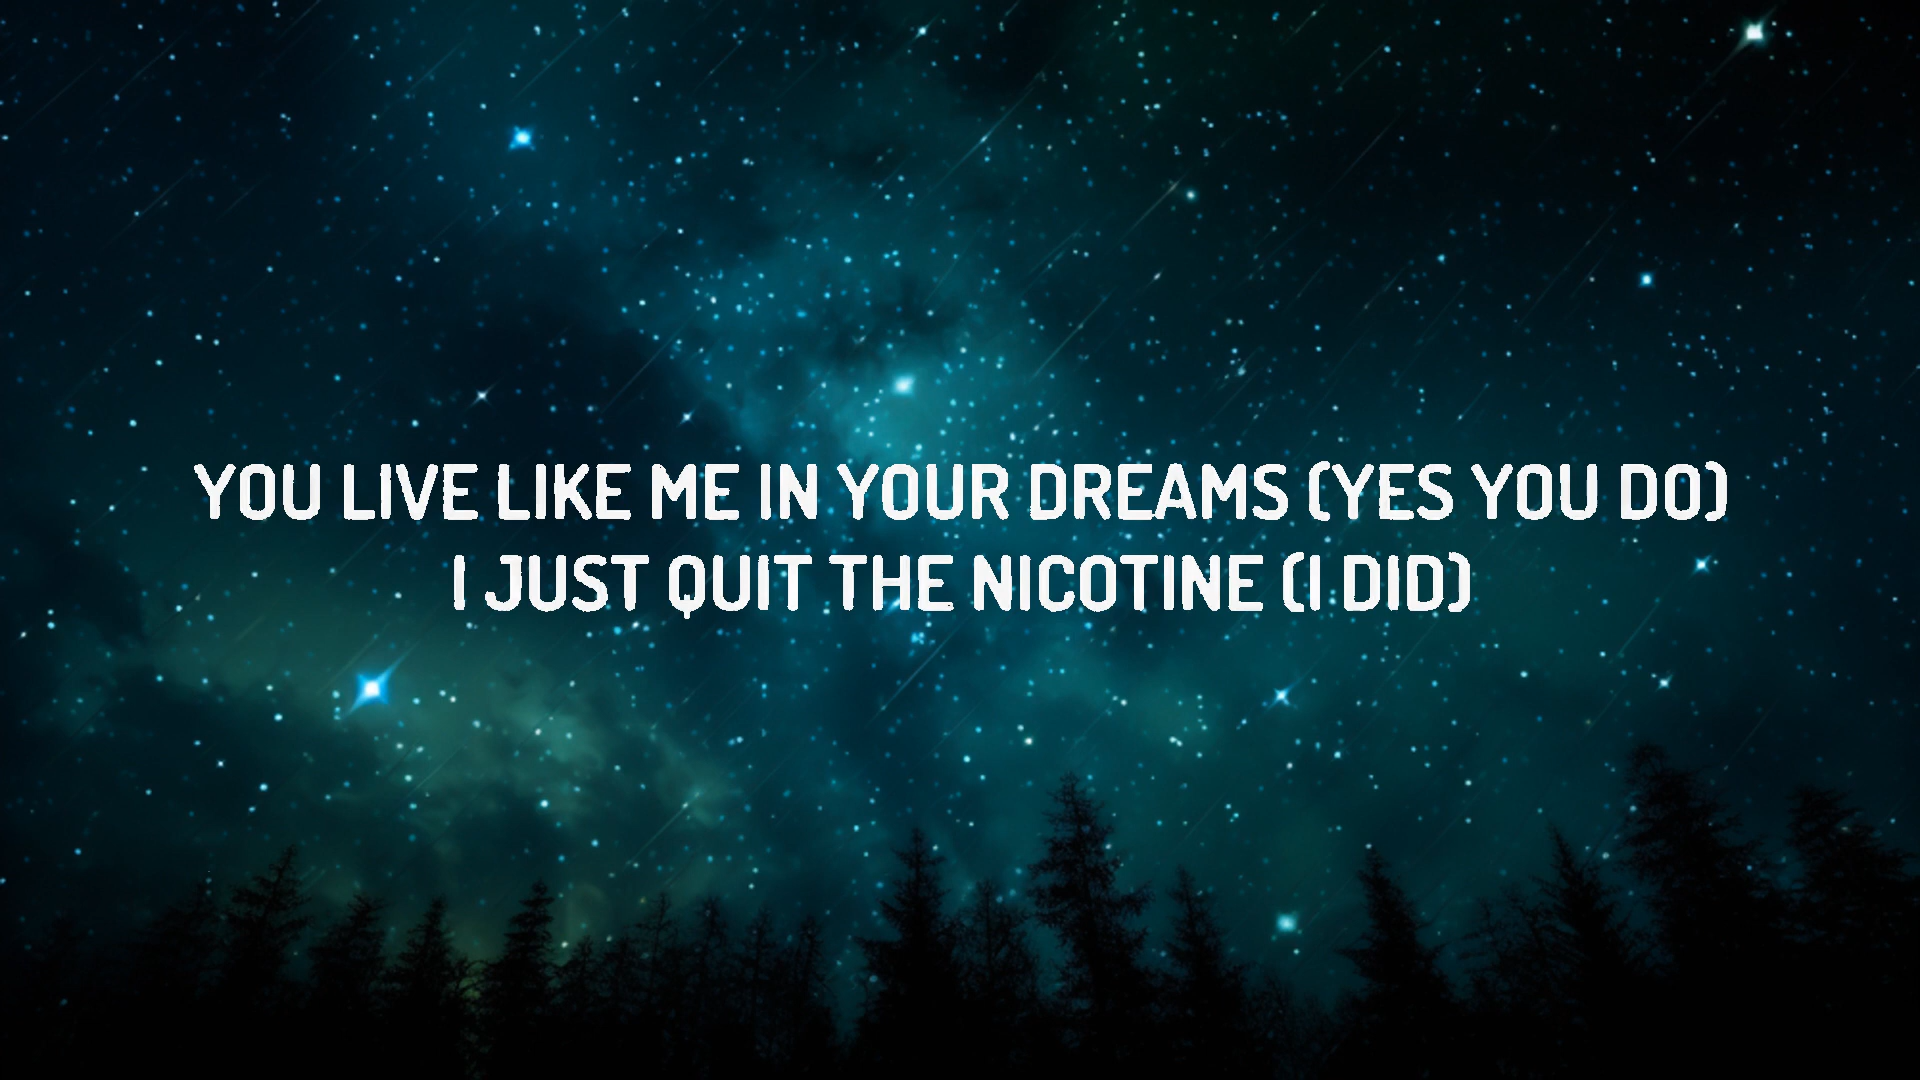 YOU LIVE LIKE ME IN YOUR DREAMS (YES YOU DO)
I JUST QUIT THE NICOTINE (I DID)